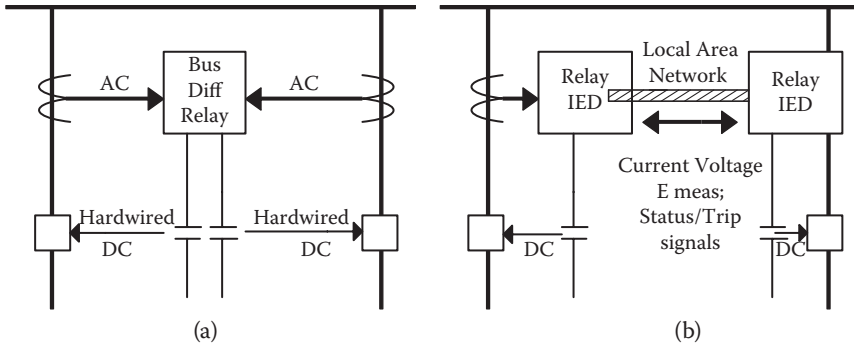 AC
Bus
Diff
Relay
AC
Hardwired
DC
Hardwired
DC
(a)
Relay
IED
Local Area
Network
Relay
IED
Current Voltage
E meas;
Status/Trip
signals
DC
DC
(b)